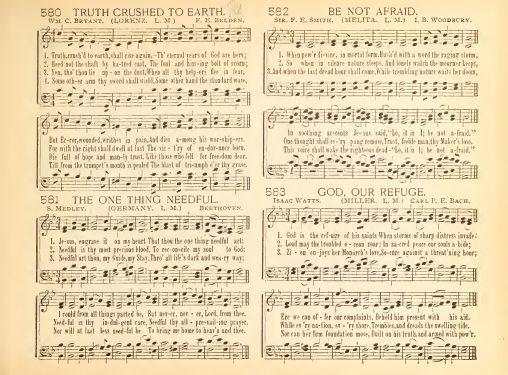 580 TRUTH CRUSHED TO EARTH.
WM. C. BRYANT. (LORENZ. L. M.) F. E. BELDEN.
1. Truth, crush'd to earth, shall rise again. - Th' eternal years of God are hers;
2. Heed not the shaft by hatred cast, The foul and hissing bolt of scorn;
3. Yea, tho' thou lie up - on the dust, When all thy help-ers flee in fear,
4. Some oth-er arm thy sword shall wield, Some other hand the standard wave,
But Er-ror, wounded, writhes in pain, And dies a-mong his wor-ship-ers.
For with the right shall dwell at last The vic - t'ry of en-dur-ance born.
Die full of hope and man-ly trust, Like those who fell for free-dom dear.
Till from the trumpet's mouth is pealed The blast of tri-umph o'er thy grave.
581 THE ONE THING NEEDFUL.
S. MEDLEY. (GERMANY. L. M.) BEETHOVEN.
1. Je-sus, engrave it on my heart That thou the one thing needful art;
2. Needful is thy most precious blood, To rec-on-cile my soul to God;
3. Needful art thou, my Guide, my Stay, Thro' all life's dark and wea-ry way;
I could from all things parted be, But nev-er, nev - er, Lord, from thee.
Need-ful is thy in-dul-gent care, Needful thy all - pre-vail-ing prayer.
Nor will at last less need-ful be To bring me home to heav'n and thee.
582 BE NOT AFRAID.
SIR. F. E. SMITH. (MELITA. L. M.) I. B. WOODBURY.
1. When pow'r di-vine, in mortal form, Hush'd with a word the raging storm,
2. So when in silence nature sleeps, And lonely watch the mourner keeps,
3. And when the last dread hour shall come, While trembling nature waits her doom,
In soothing ac-cents Je-sus said, "Lo, it is I; be not a-fraid."
One thought shall ev'ry pang remove, Trust, feeble man, thy Maker's love.
This voice shall wake the righteous dead—"Lo, it is I; be not a-fraid."
583 GOD, OUR REFUGE.
ISAAC WATTS. (MILLER. L. M.) CARL P. E. BACH.
1. God is the ref-uge of his saints When storms of sharp distress invade;
2. Loud may the troubled o - cean roar; In sa-cred peace our souls a-bide;
3. Zi - on en-joys her Monarch's love, Se-cure against a threat'ning hour;
Ere we can of - fer our complaints, Behold him present with his aid.
While ev'ry na-tion, ev - 'ry shore, Trembles, and dreads the swelling tide.
Nor can her firm foundation move, Built on his truth, and armed with pow'r.